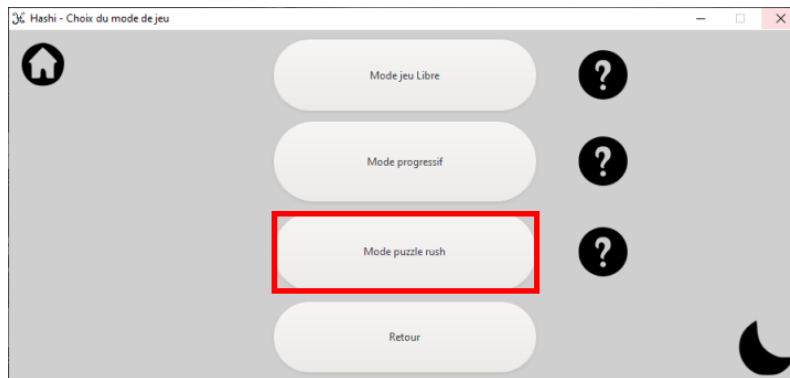 Hashi - Choix du mode de jeu
Mode jeu Libre
?
Mode progressif
?
Mode puzzle rush
?
Retour